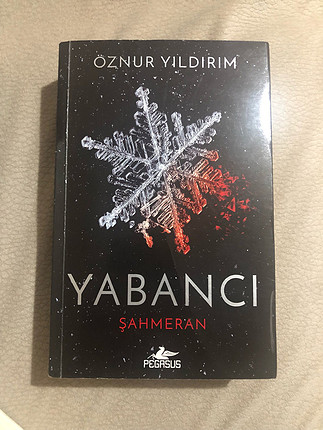 ÖZNUR YILDIRIM
YABANCI
ŞAHMERAN
PEGASUS